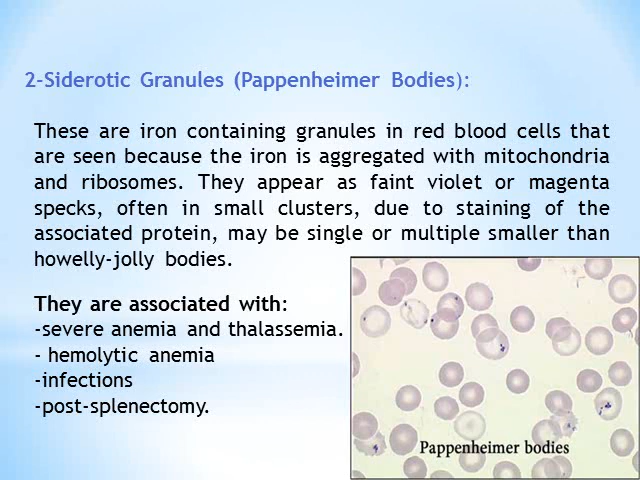 2-Siderotic Granules (Pappenheimer Bodies):
These are iron containing granules in red blood cells that
are seen because the iron is aggregated with mitochondria
and ribosomes. They appear as faint violet or magenta
specks, often in small clusters, due to staining of the
associated protein, may be single or multiple smaller than
howelly-jolly bodies.
They are associated with:
-severe anemia and thalassemia.
- hemolytic anemia
-infections
-post-splenectomy.
Pappenheimer bodies